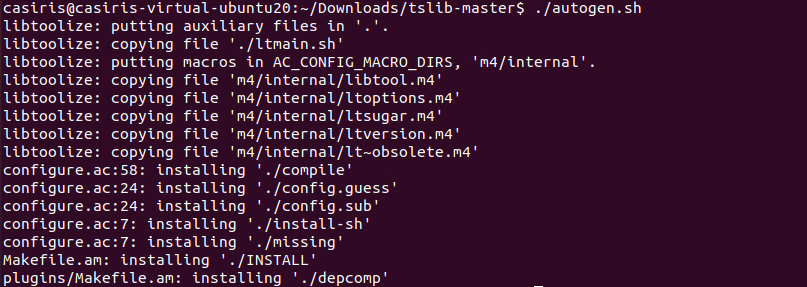 casiris@casiris-virtual-ubuntu20:~/Downloads/tslib-master$ ./autogen.sh
libtoolize: putting auxiliary files in '.'.
libtoolize: copying file './ltmain.sh'
libtoolize: putting macros in AC_CONFIG_MACRO_DIRS, 'm4/internal'.
libtoolize: copying file 'm4/internal/libtool.m4'
libtoolize: copying file 'm4/internal/ltoptions.m4'
libtoolize: copying file 'm4/internal/ltsugar.m4'
libtoolize: copying file 'm4/internal/ltversion.m4'
libtoolize: copying file 'm4/internal/lt~obsolete.m4'
configure.ac:58: installing './compile'
configure.ac:24: installing './config.guess'
configure.ac:24: installing './config.sub'
configure.ac:7: installing './install-sh'
configure.ac:7: installing './missing'
Makefile.am: installing './INSTALL'
plugins/Makefile.am: installing './depcomp'